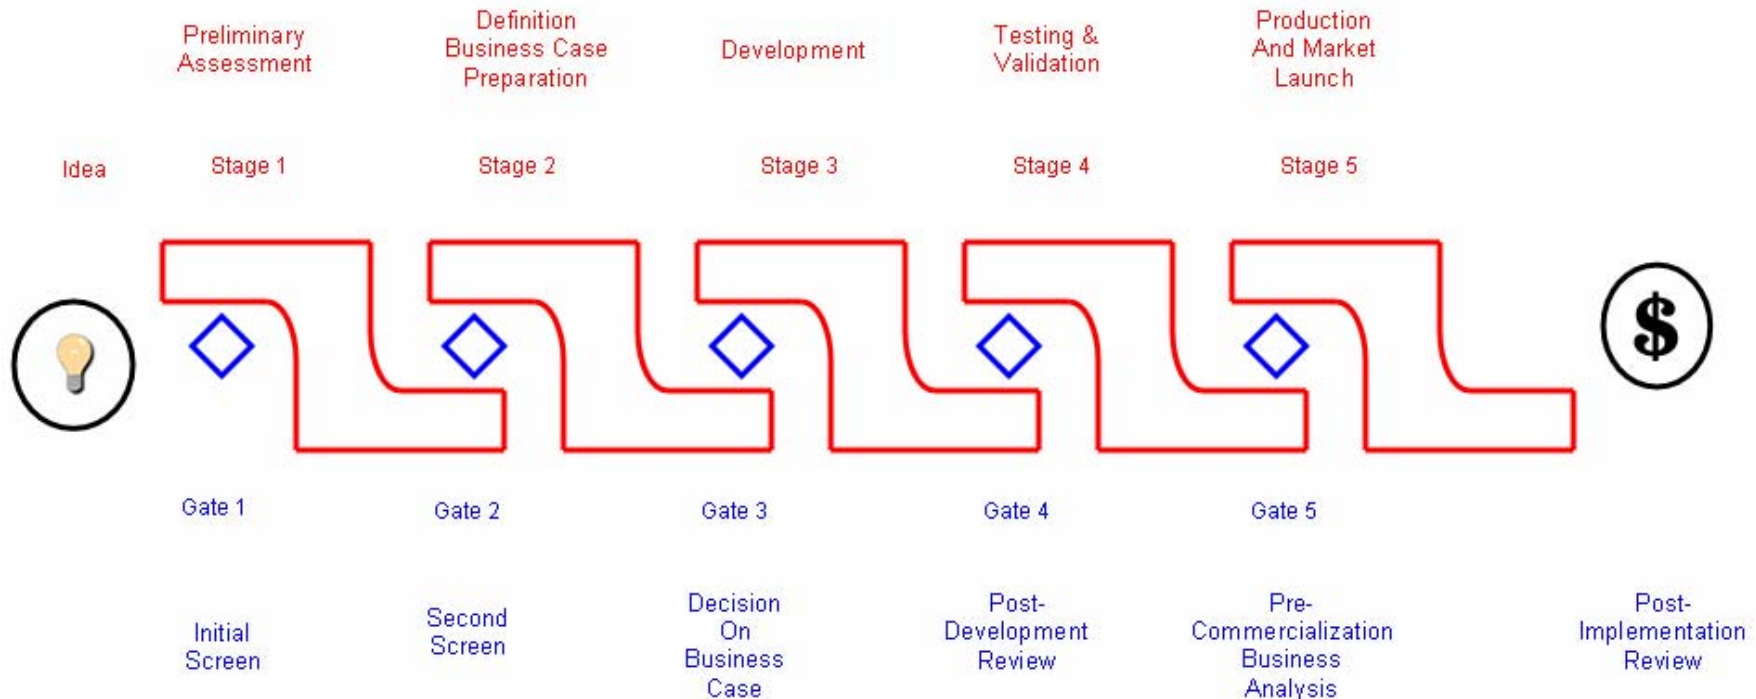 Preliminary
Assessment
Definition
Business Case
Preparation
Development
Testing &
Validation
Production
And Market
Launch
Idea
Stage 1
Stage 2
Stage 3
Stage 4
Stage 5
$
Gate 1
Gate 2
Gate 3
Gate 4
Gate 5
Initial
Screen
Second
Screen
Decision
On
Business
Case
Post-
Development
Review
Pre-
Commercialization
Business
Analysis
Post-
Implementation
Review